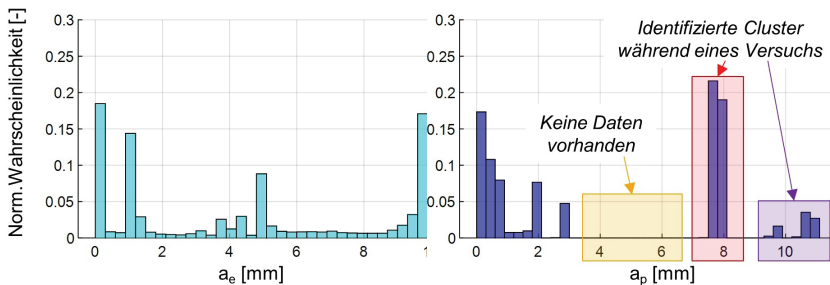 Norm.Wahrscheinlichkeit [-]
0.3
0.25
0.2
0.15
0.1
0.05
0
0 2 4 6 8 1
a_e [mm]
0.3
0.25
0.2
0.15
0.1
0.05
0
0 2 4 6 8 10
a_p [mm]
Identifizierte Cluster
während eines Versuchs
Keine Daten
vorhanden